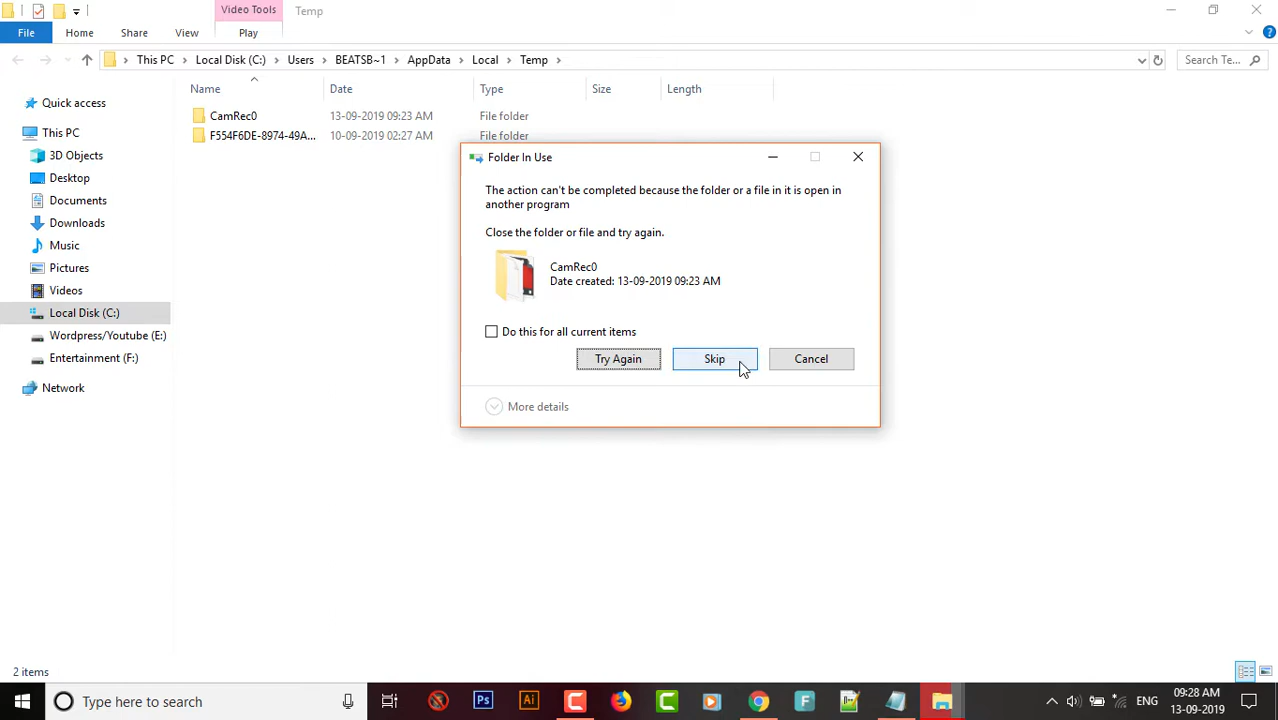 Video Tools
Temp
File
Home
Share
View
Play
This PC
Local Disk (C:)
Users
BEATSB~1
AppData
Local
Temp
Search Te...
Name
Date
Type
Size
Length
CamRec0
13-09-2019 09:23 AM
File folder
F554F6DE-8974-49A...
10-09-2019 02:27 AM
File folder
Quick access
This PC
3D Objects
Desktop
Documents
Downloads
Music
Pictures
Videos
Local Disk (C:)
Wordpress/Youtube (E:)
Entertainment (F:)
Network
Folder In Use
The action can't be completed because the folder or a file in it is open in
another program
Close the folder or file and try again.
CamRec0
Date created: 13-09-2019 09:23 AM
Do this for all current items
Try Again
Skip
Cancel
More details
2 items
Type here to search
Ps
Ai
C
C
F
ENG
09:28 AM
13-09-2019